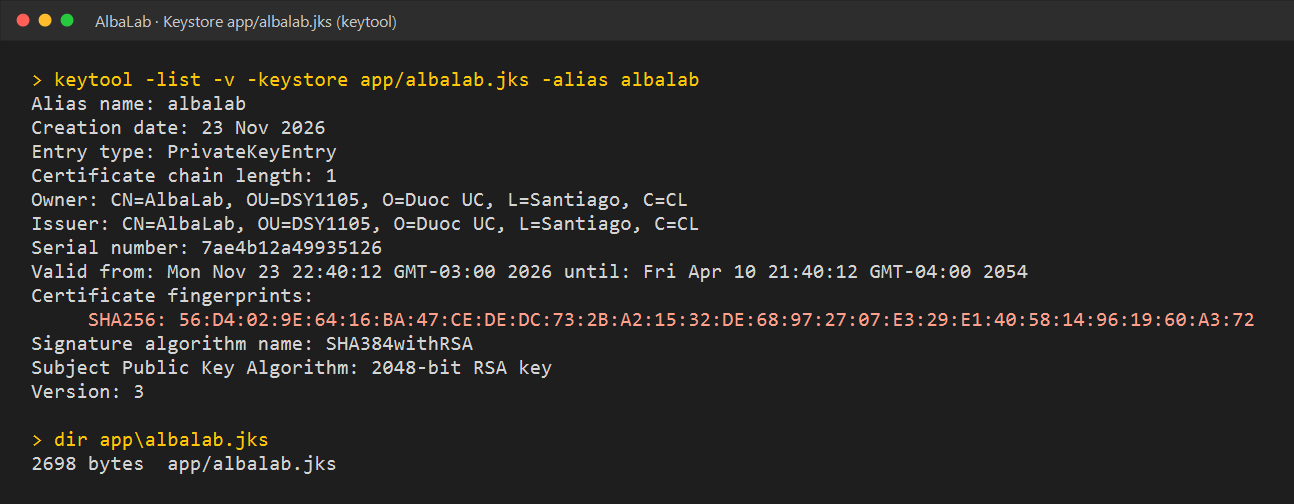 AlbaLab · Keystore app/albalab.jks (keytool)
> keytool -list -v -keystore app/albalab.jks -alias albalab
Alias name: albalab
Creation date: 23 Nov 2026
Entry type: PrivateKeyEntry
Certificate chain length: 1
Owner: CN=AlbaLab, OU=DSY1105, O=Duoc UC, L=Santiago, C=CL
Issuer: CN=AlbaLab, OU=DSY1105, O=Duoc UC, L=Santiago, C=CL
Serial number: 7ae4b12a49935126
Valid from: Mon Nov 23 22:40:12 GMT-03:00 2026 until: Fri Apr 10 21:40:12 GMT-04:00 2054
Certificate fingerprints:
SHA256: 56:D4:02:9E:64:16:BA:47:CE:DE:DC:73:2B:A2:15:32:DE:68:97:27:07:E3:29:E1:40:58:14:96:19:60:A3:72
Signature algorithm name: SHA384withRSA
Subject Public Key Algorithm: 2048-bit RSA key
Version: 3
> dir app\albalab.jks
2698 bytes  app/albalab.jks